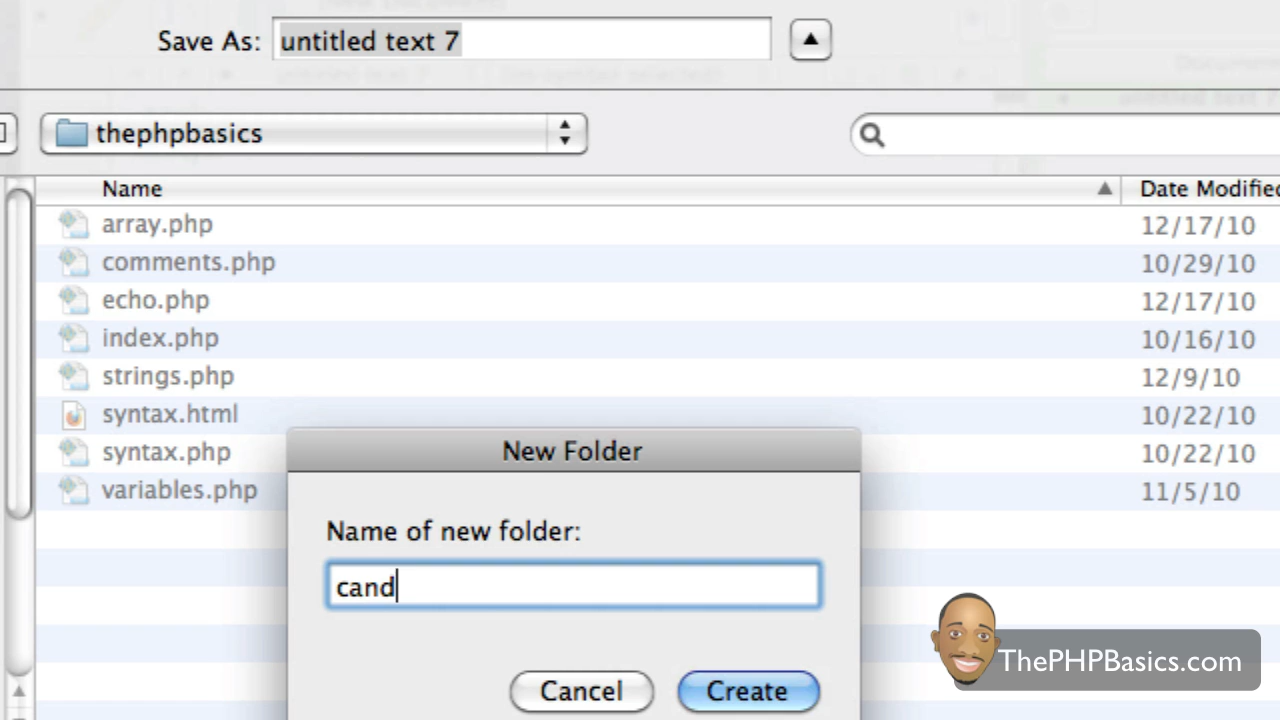 Save As: untitled text 7
thephpbasics
Name Date Modified
array.php 12/17/10
comments.php 10/29/10
echo.php 12/17/10
index.php 10/16/10
strings.php 12/9/10
syntax.html 10/22/10
syntax.php 10/22/10
variables.php 11/5/10
New Folder
Name of new folder:
cand
Cancel Create
ThePHPBasics.com